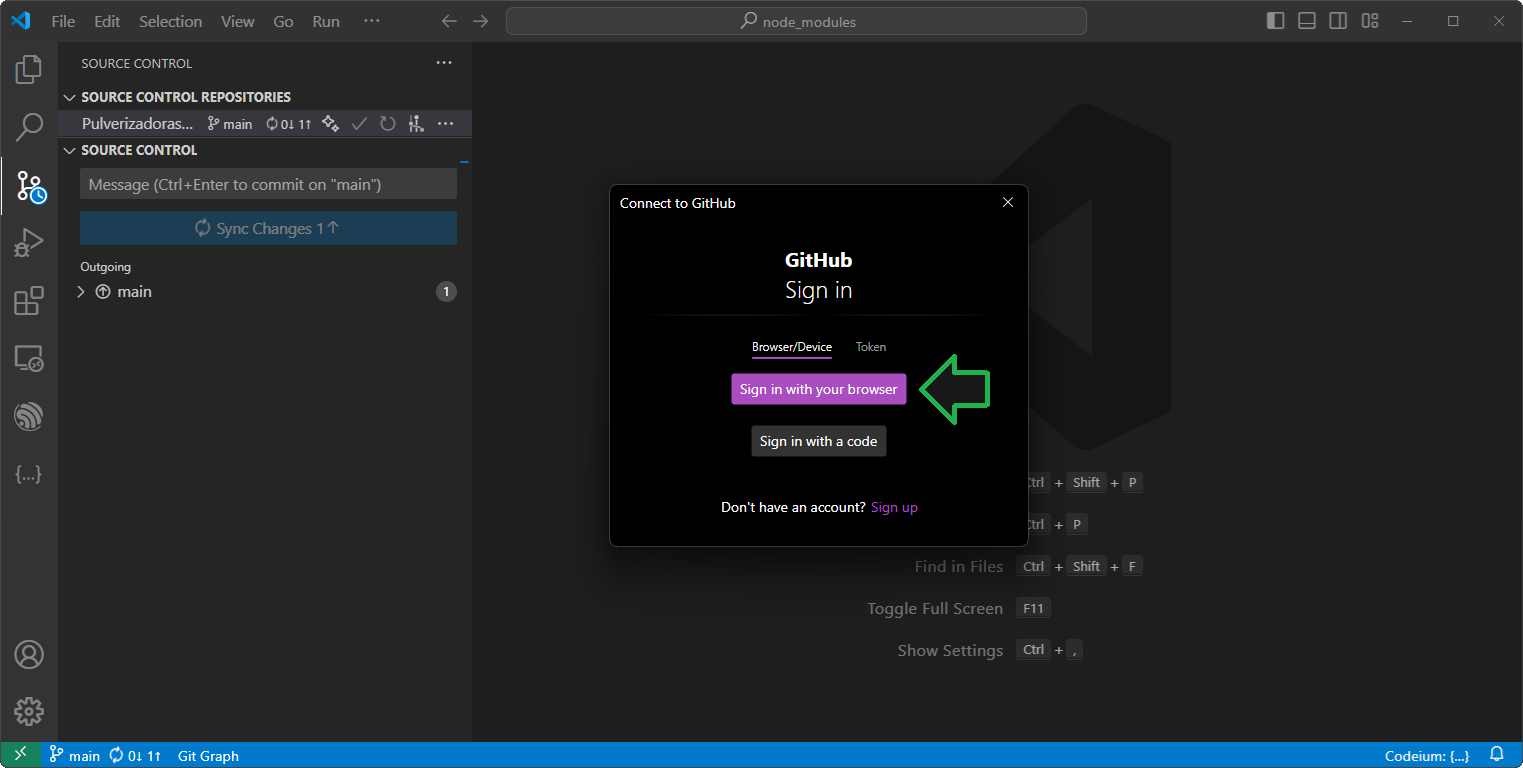 File Edit Selection View Go Run ···
node_modules
SOURCE CONTROL ···
SOURCE CONTROL REPOSITORIES
Pulverizadoras... main 0↓ 1↑ ···
SOURCE CONTROL
Message (Ctrl+Enter to commit on "main")
Sync Changes 1↑
Outgoing
main 1
{...}
Connect to GitHub
GitHub
Sign in
Browser/Device Token
Sign in with your browser
Sign in with a code
Don't have an account? Sign up
+ Shift + P
+ P
Find in Files Ctrl + Shift + F
Toggle Full Screen F11
Show Settings Ctrl + ,
main 0↓ 1↑ Git Graph
Codeium: {...}